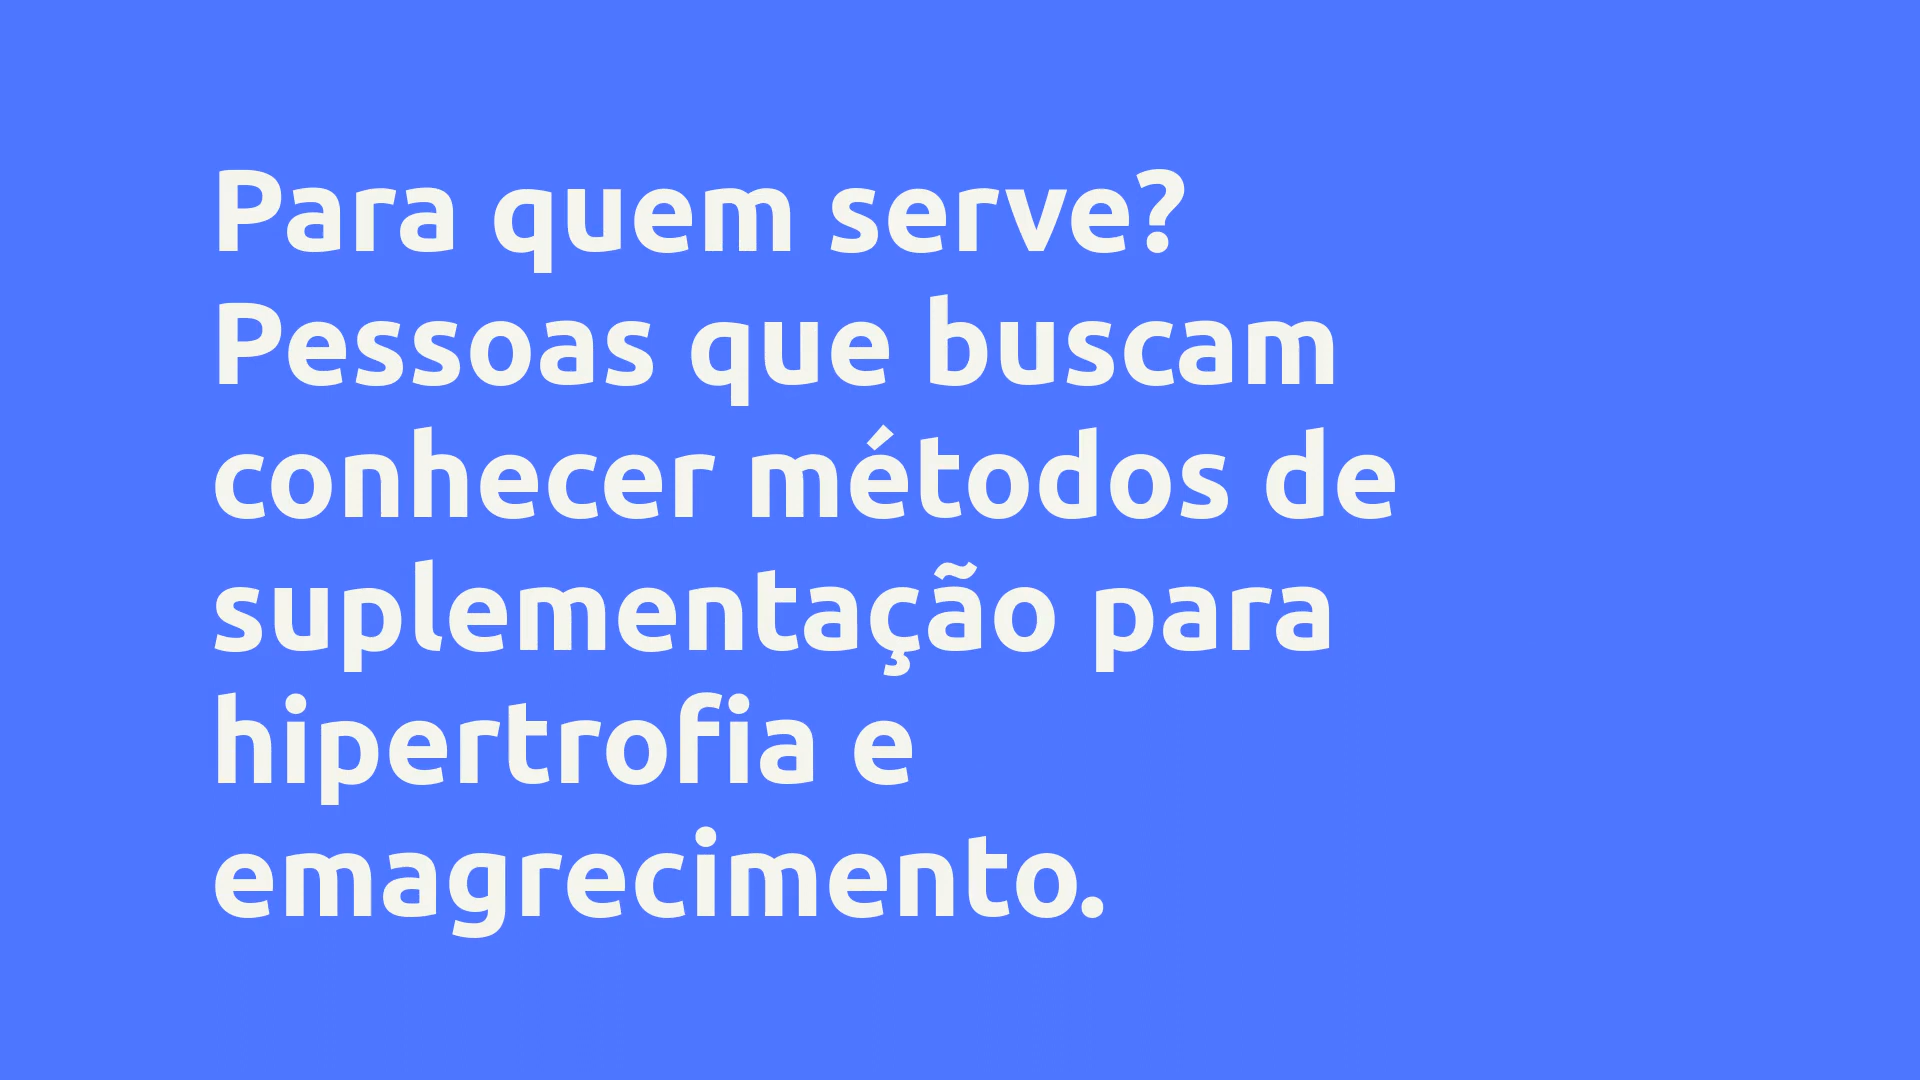 Para quem serve?
Pessoas que buscam
conhecer métodos de
suplementação para
hipertrofia e
emagrecimento.